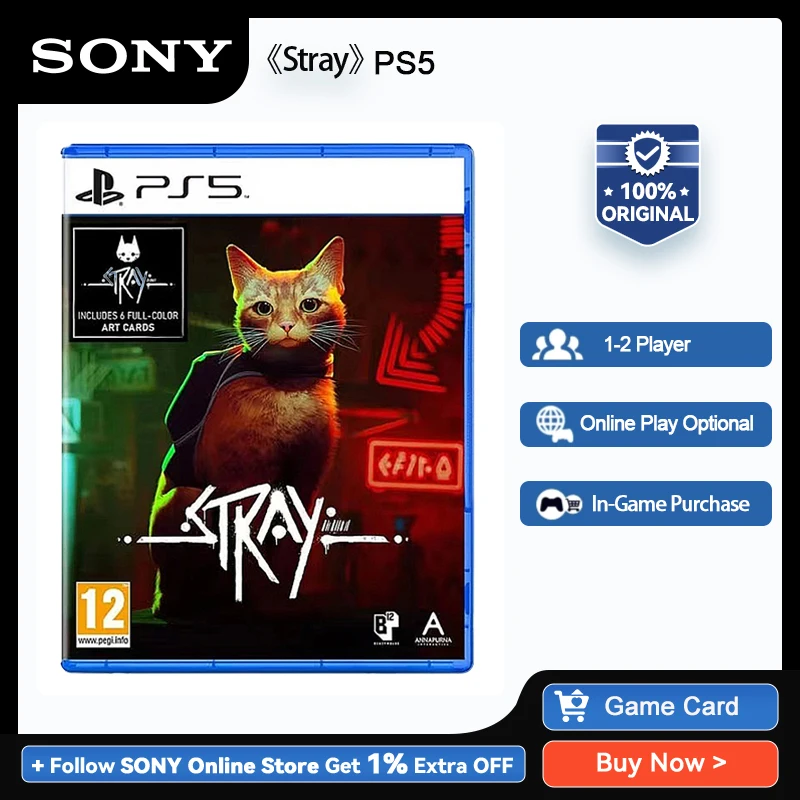 SONY
《Stray》 PS5
PS5
STRAY
INCLUDES 6 FULL-COLOR
ART CARDS
STRAY
12
www.pegi.info
B12
ANNAPURNA
INTERACTIVE
100%
ORIGINAL
1-2 Player
Online Play Optional
In-Game Purchase
Game Card
+ Follow SONY Online Store Get 1% Extra OFF
Buy Now >